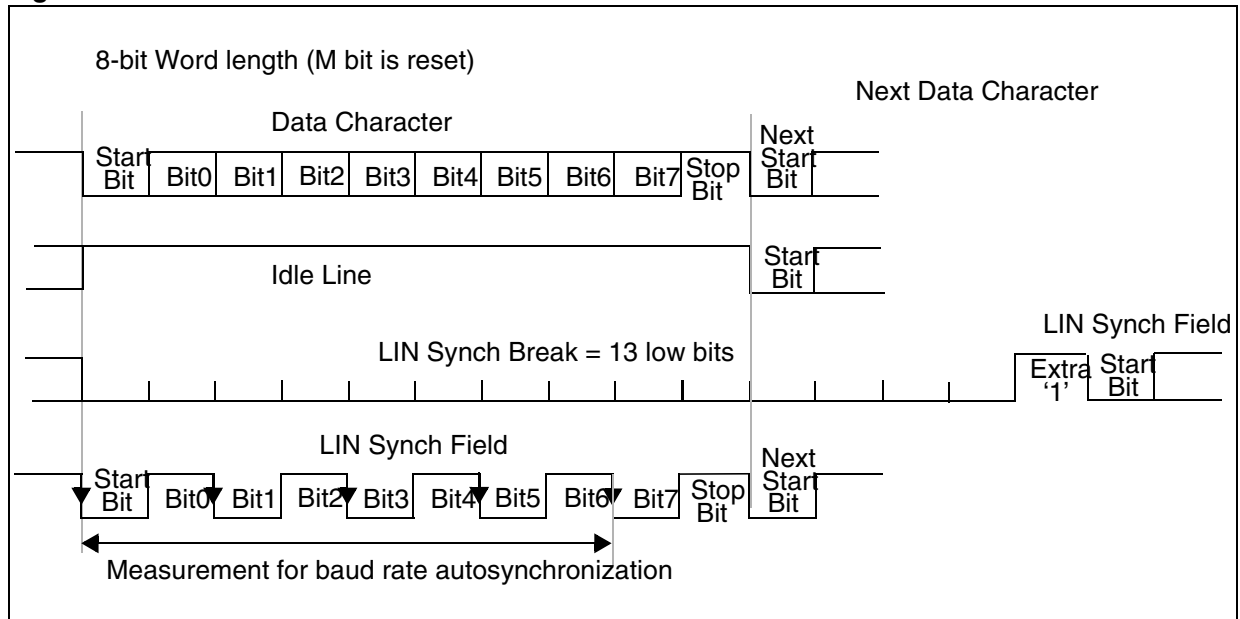 8-bit Word length (M bit is reset)
Next Data Character
Data Character
Start Bit
Bit0
Bit1
Bit2
Bit3
Bit4
Bit5
Bit6
Bit7
Stop Bit
Next Start Bit
Idle Line
Start Bit
LIN Synch Field
LIN Synch Break = 13 low bits
Extra '1'
Start Bit
LIN Synch Field
Start Bit
Bit0
Bit1
Bit2
Bit3
Bit4
Bit5
Bit6
Bit7
Stop Bit
Next Start Bit
Measurement for baud rate autosynchronization